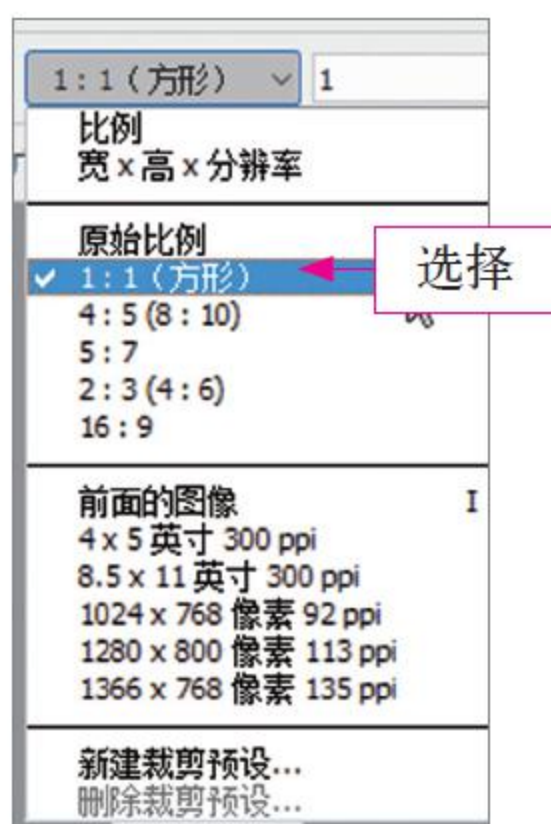 1 : 1 ( 方形) 1
比例
宽 x 高 x 分辨率
原始比例
1 : 1 ( 方形)
选择
4 : 5 (8 : 10)
5 : 7
2 : 3 (4 : 6)
16 : 9
前面的图像 I
4 x 5 英寸 300 ppi
8.5 x 11 英寸 300 ppi
1024 x 768 像素 92 ppi
1280 x 800 像素 113 ppi
1366 x 768 像素 135 ppi
新建裁剪预设...
删除裁剪预设...